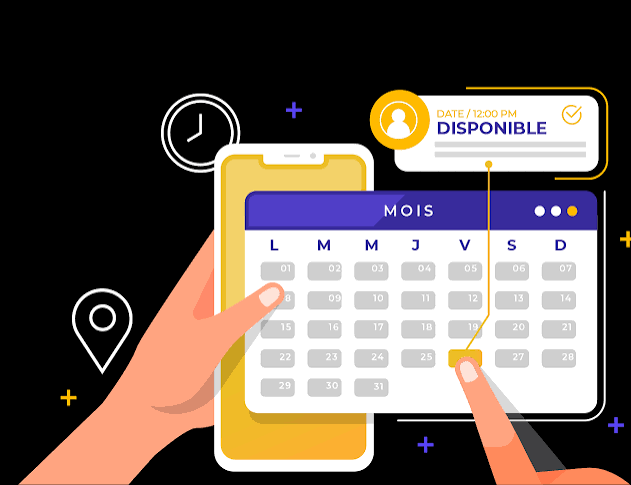 DATE / 12:00 PM
DISPONIBLE
MOIS
L M M J V S D
01 02 03 04 05 06 07
8 09 10 11 12 13 14
15 16 17 18 19 20 21
22 23 24 25 27 28
29 30 31